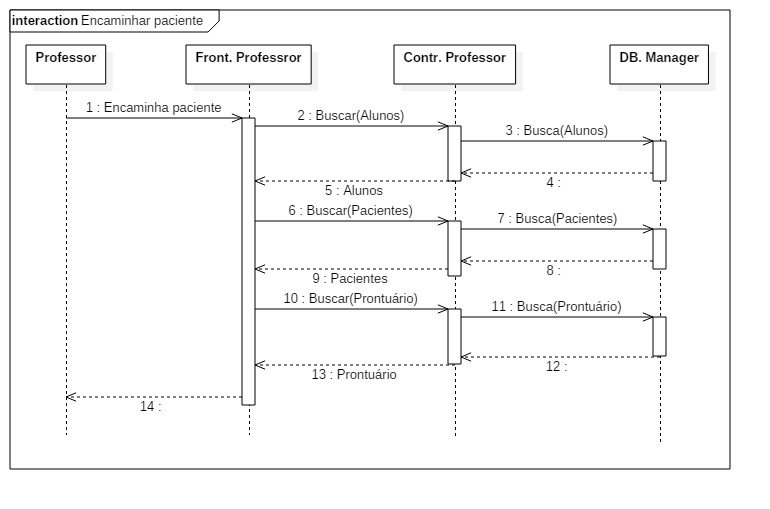 interaction Encaminhar paciente
Professor
Front. Professror
Contr. Professor
DB. Manager
1 : Encaminha paciente
2 : Buscar(Alunos)
3 : Busca(Alunos)
4 :
5 : Alunos
6 : Buscar(Pacientes)
7 : Busca(Pacientes)
8 :
9 : Pacientes
10 : Buscar(Prontuário)
11 : Busca(Prontuário)
12 :
13 : Prontuário
14 :